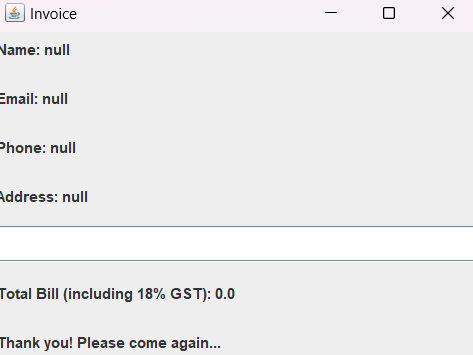 Invoice
Name: null
Email: null
Phone: null
Address: null
Total Bill (including 18% GST): 0.0
Thank you! Please come again...